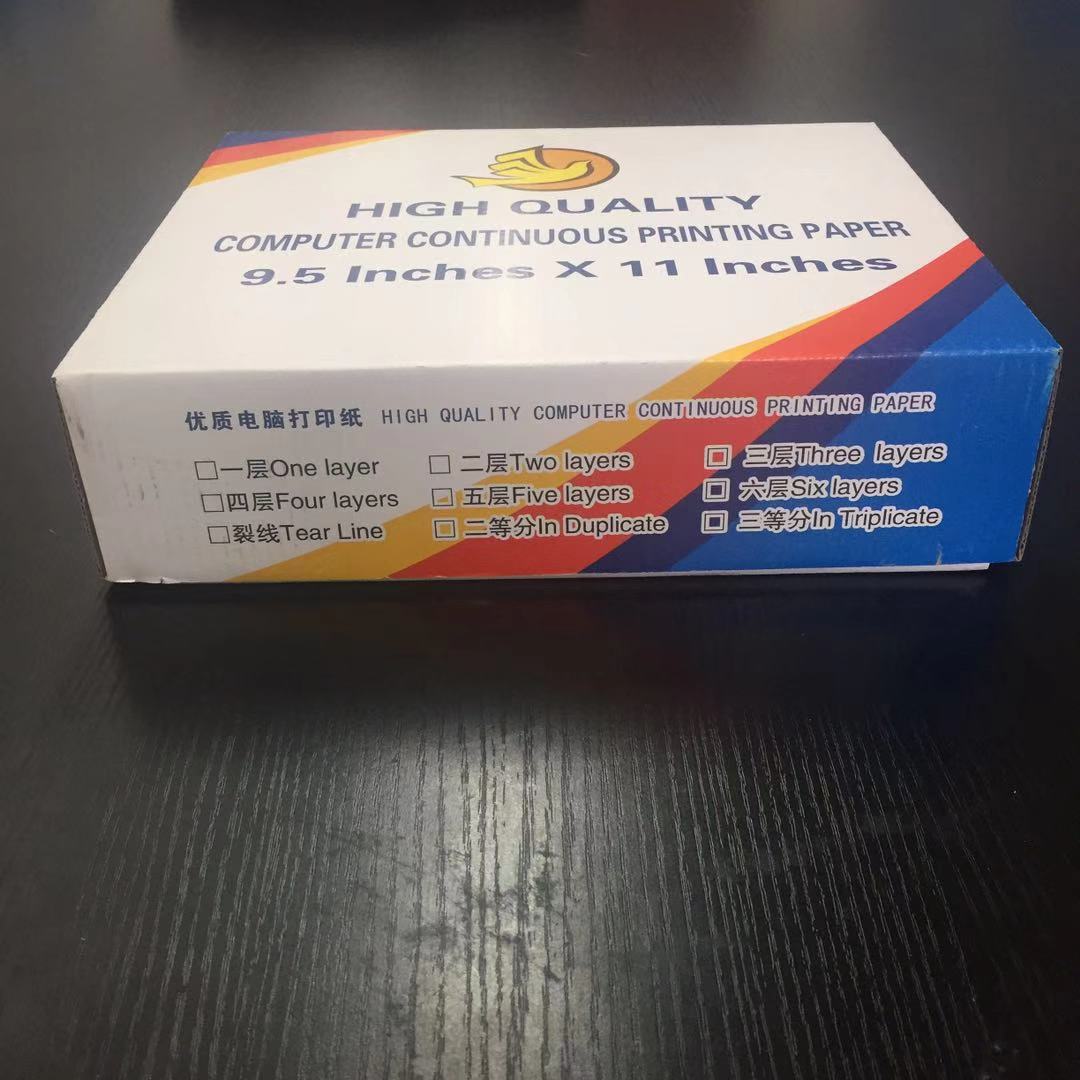 HIGH QUALITY
COMPUTER CONTINUOUS PRINTING PAPER
9.5 Inches X 11 Inches
优质电脑打印纸 HIGH QUALITY COMPUTER CONTINUOUS PRINTING PAPER
□一层One layer □二层Two layers □三层Three layers
□四层Four layers □五层Five layers □六层Six layers
□裂线Tear Line □二等分In Duplicate □三等分In Triplicate